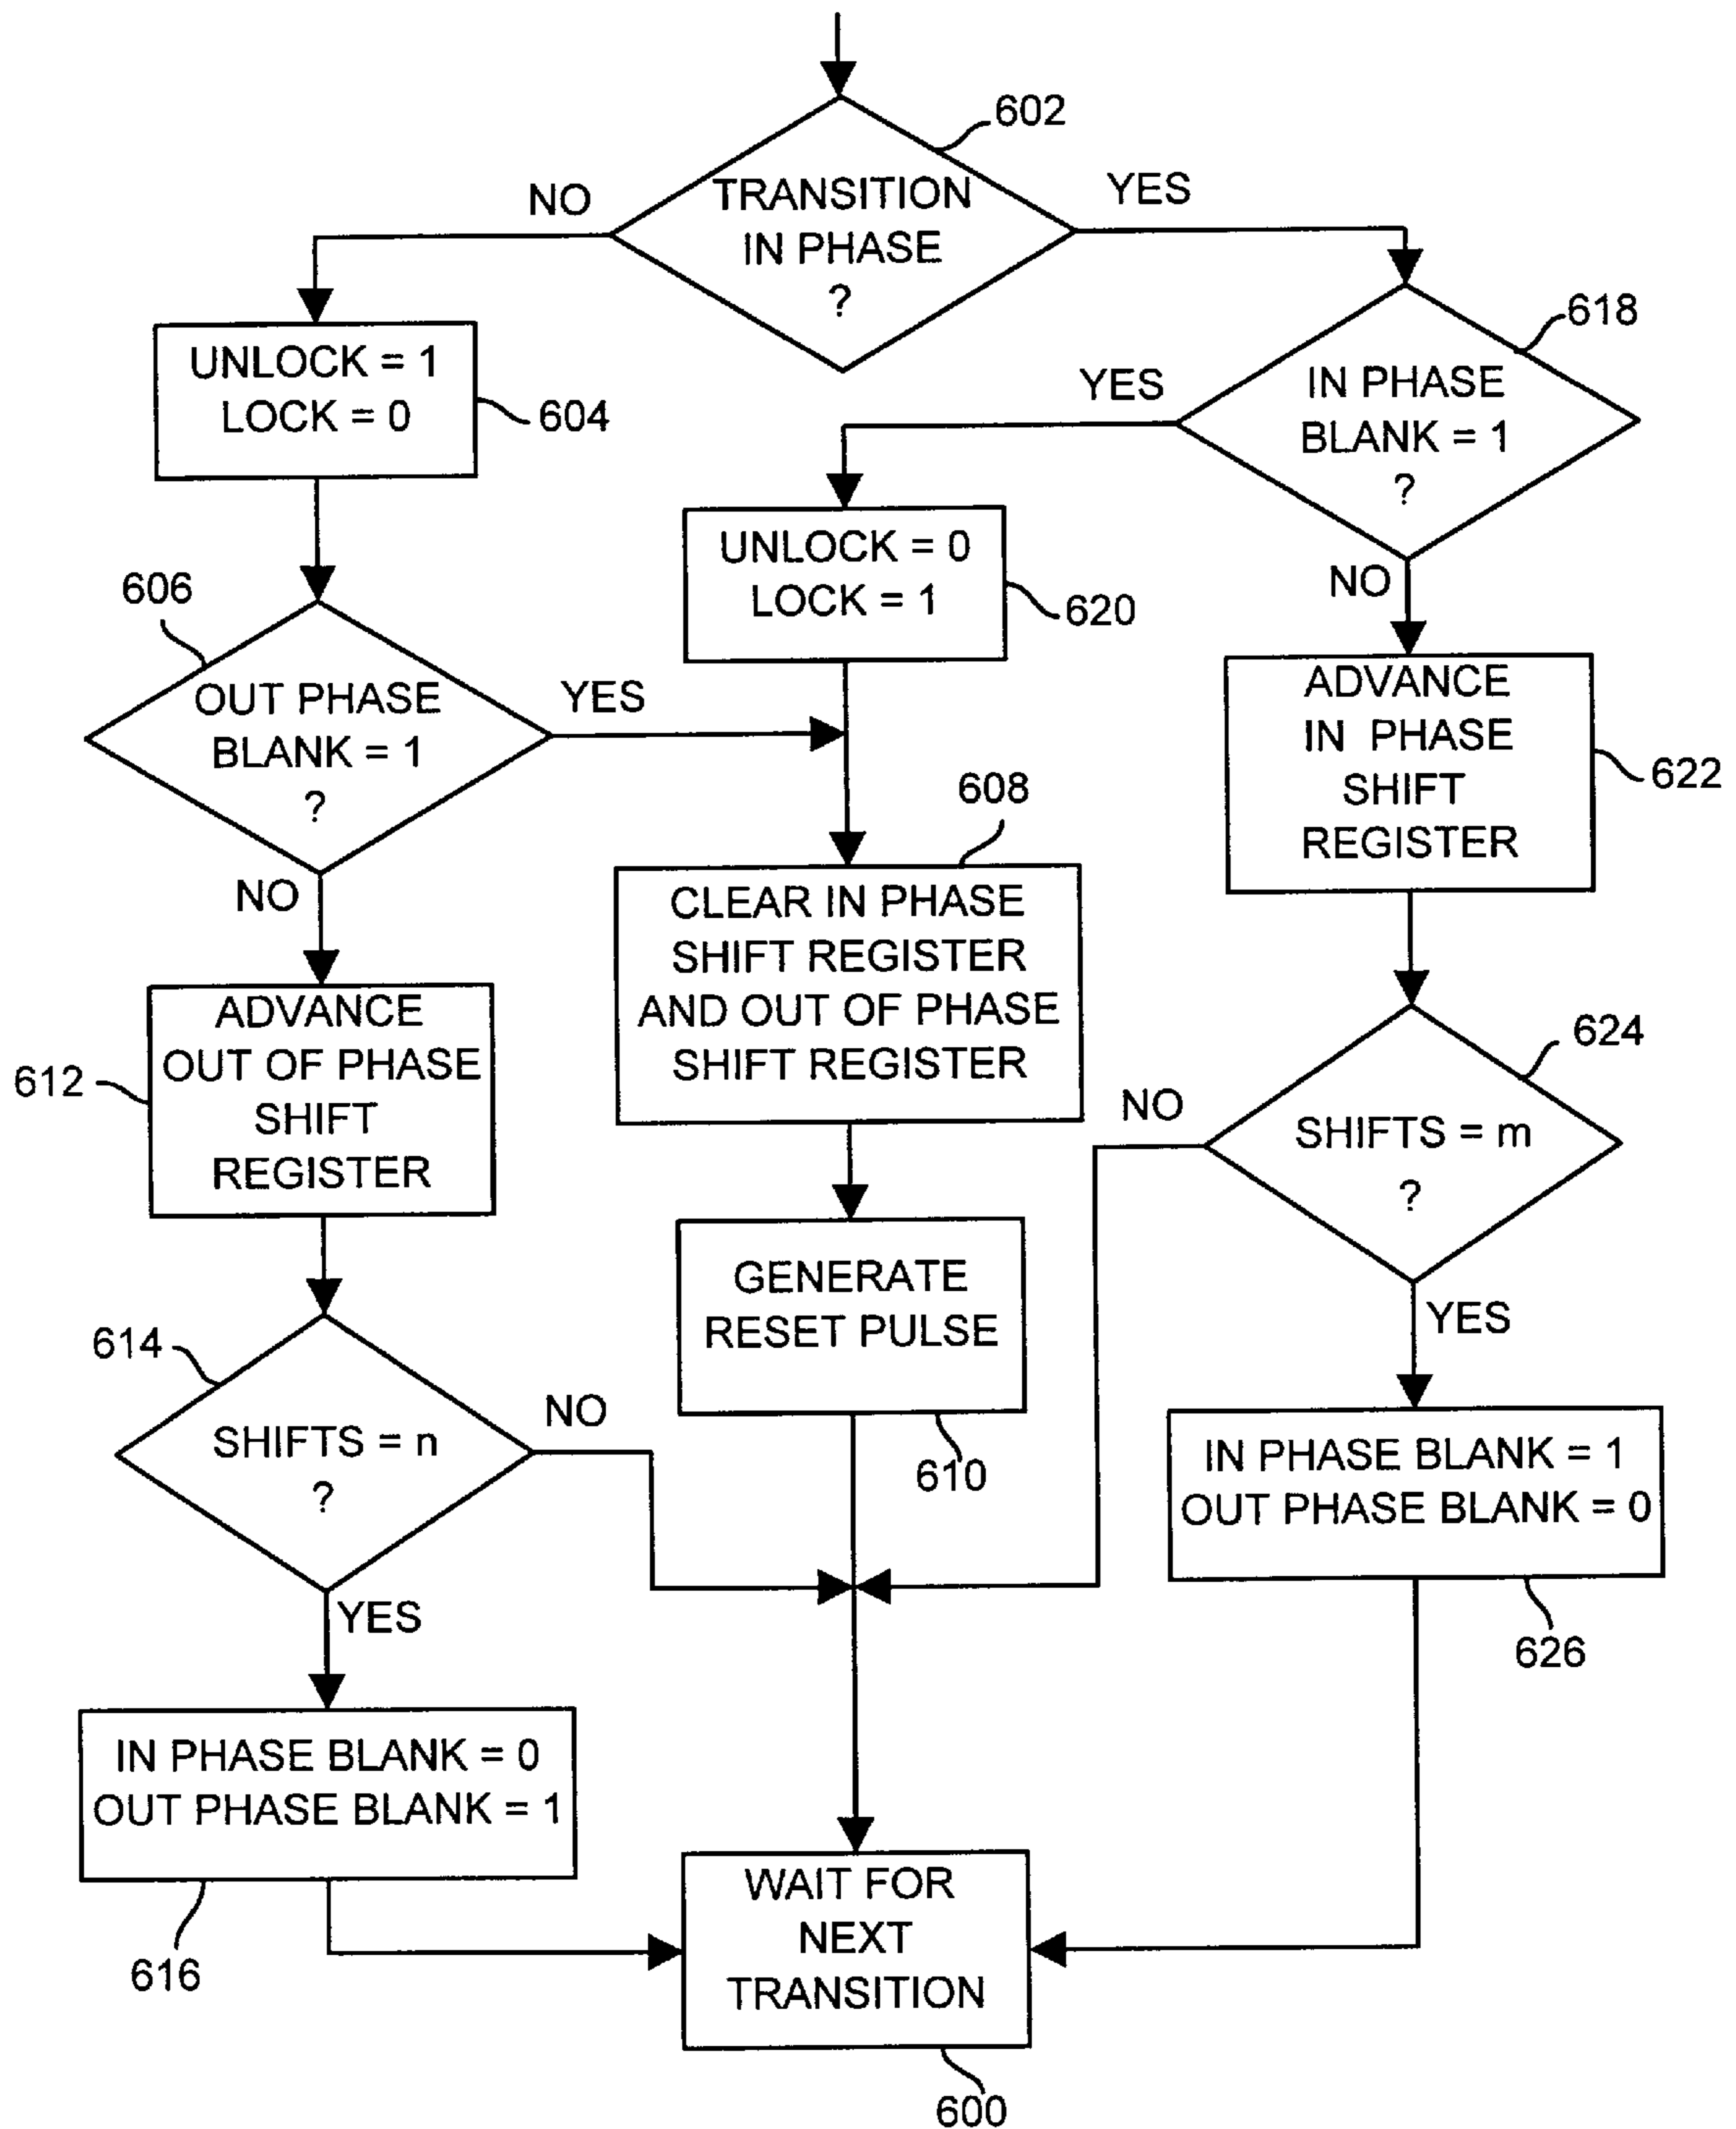 602
TRANSITION
IN PHASE
?
NO
YES
UNLOCK = 1
LOCK = 0
604
618
IN PHASE
BLANK = 1
?
YES
NO
UNLOCK = 0
LOCK = 1
620
606
OUT PHASE
BLANK = 1
?
YES
NO
ADVANCE
IN PHASE
SHIFT
REGISTER
622
608
CLEAR IN PHASE
SHIFT REGISTER
AND OUT OF PHASE
SHIFT REGISTER
ADVANCE
OUT OF PHASE
SHIFT
REGISTER
612
624
SHIFTS = m
?
NO
YES
GENERATE
RESET PULSE
610
614
SHIFTS = n
?
NO
YES
IN PHASE BLANK = 1
OUT PHASE BLANK = 0
626
IN PHASE BLANK = 0
OUT PHASE BLANK = 1
616
WAIT FOR
NEXT
TRANSITION
600